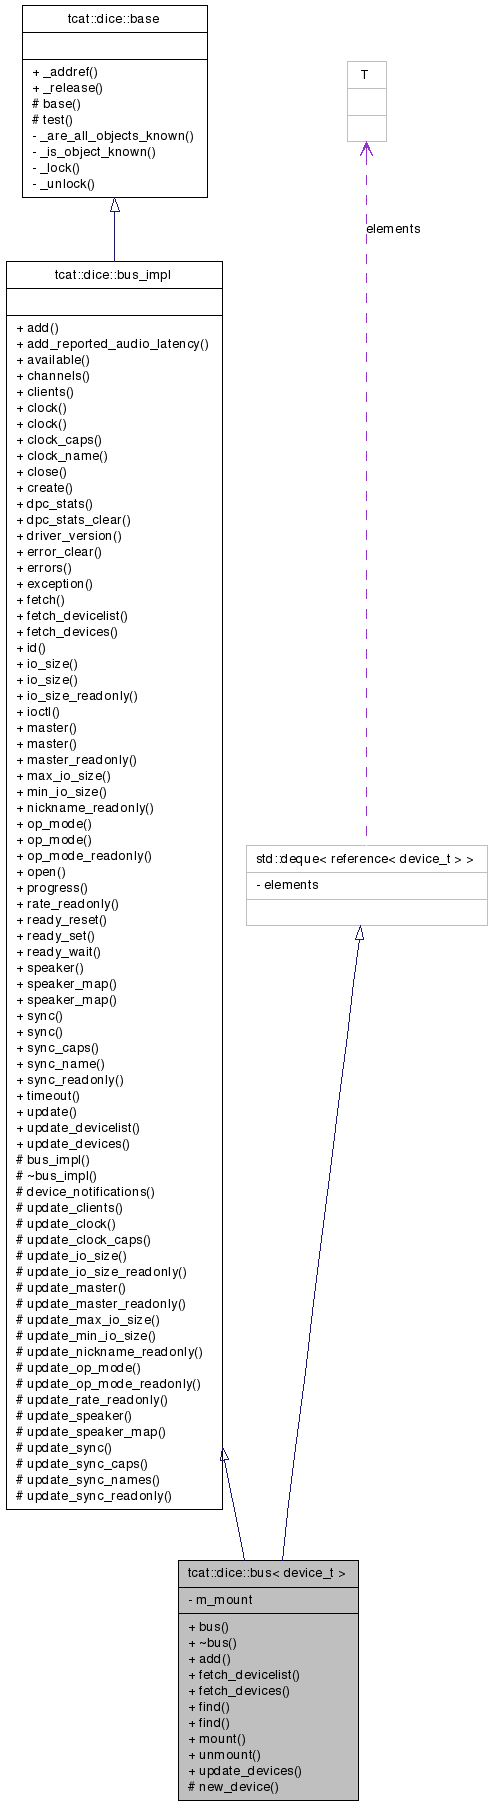 tcat::dice::base
+ _addref()
+ _release()
# base()
# test()
- _are_all_objects_known()
- _is_object_known()
- _lock()
- _unlock()
T
elements
tcat::dice::bus_impl
+ add()
+ add_reported_audio_latency()
+ available()
+ channels()
+ clients()
+ clock()
+ clock()
+ clock_caps()
+ clock_name()
+ close()
+ create()
+ dpc_stats()
+ dpc_stats_clear()
+ driver_version()
+ error_clear()
+ errors()
+ exception()
+ fetch()
+ fetch_devicelist()
+ fetch_devices()
+ id()
+ io_size()
+ io_size()
+ io_size_readonly()
+ ioctl()
+ master()
+ master()
+ master_readonly()
+ max_io_size()
+ min_io_size()
+ nickname_readonly()
+ op_mode()
+ op_mode()
+ op_mode_readonly()
+ open()
+ progress()
+ rate_readonly()
+ ready_reset()
+ ready_set()
+ ready_wait()
+ speaker()
+ speaker_map()
+ speaker_map()
+ sync()
+ sync()
+ sync_caps()
+ sync_name()
+ sync_readonly()
+ timeout()
+ update()
+ update_devicelist()
+ update_devices()
# bus_impl()
# ~bus_impl()
# device_notifications()
# update_clients()
# update_clock()
# update_clock_caps()
# update_io_size()
# update_io_size_readonly()
# update_master()
# update_master_readonly()
# update_max_io_size()
# update_min_io_size()
# update_nickname_readonly()
# update_op_mode()
# update_op_mode_readonly()
# update_rate_readonly()
# update_speaker()
# update_speaker_map()
# update_sync()
# update_sync_caps()
# update_sync_names()
# update_sync_readonly()
std::deque< reference< device_t > >
- elements
tcat::dice::bus< device_t >
- m_mount
+ bus()
+ ~bus()
+ add()
+ fetch_devicelist()
+ fetch_devices()
+ find()
+ find()
+ mount()
+ unmount()
+ update_devices()
# new_device()